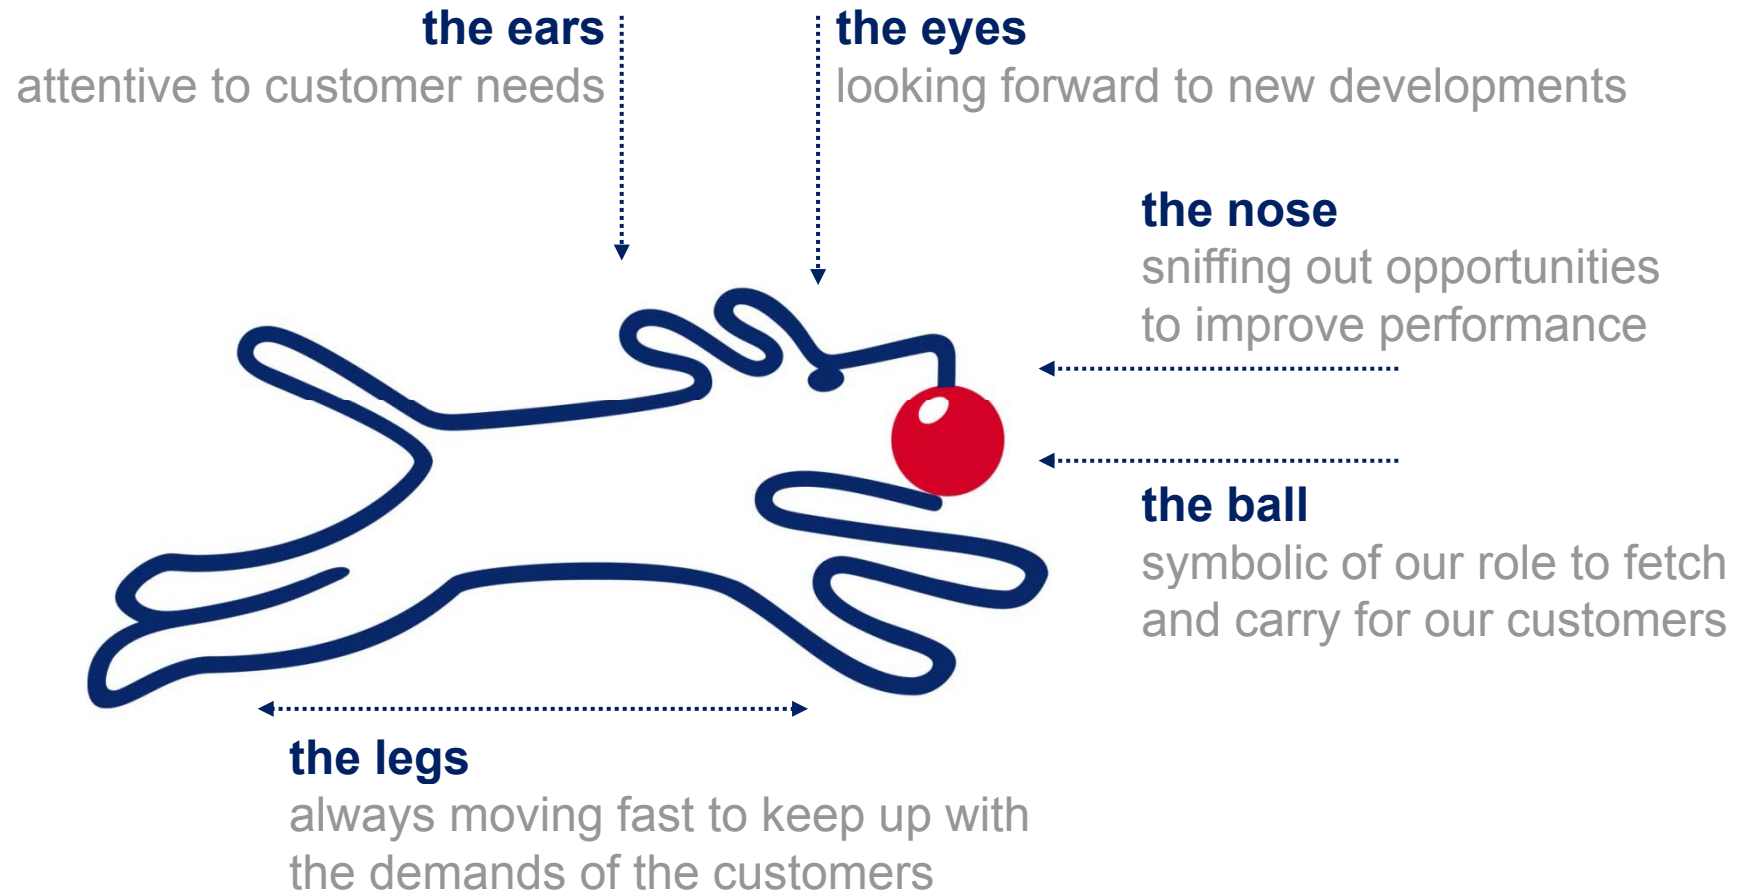 the ears
attentive to customer needs
the eyes
looking forward to new developments
the nose
sniffing out opportunities
to improve performance
the ball
symbolic of our role to fetch
and carry for our customers
the legs
always moving fast to keep up with
the demands of the customers